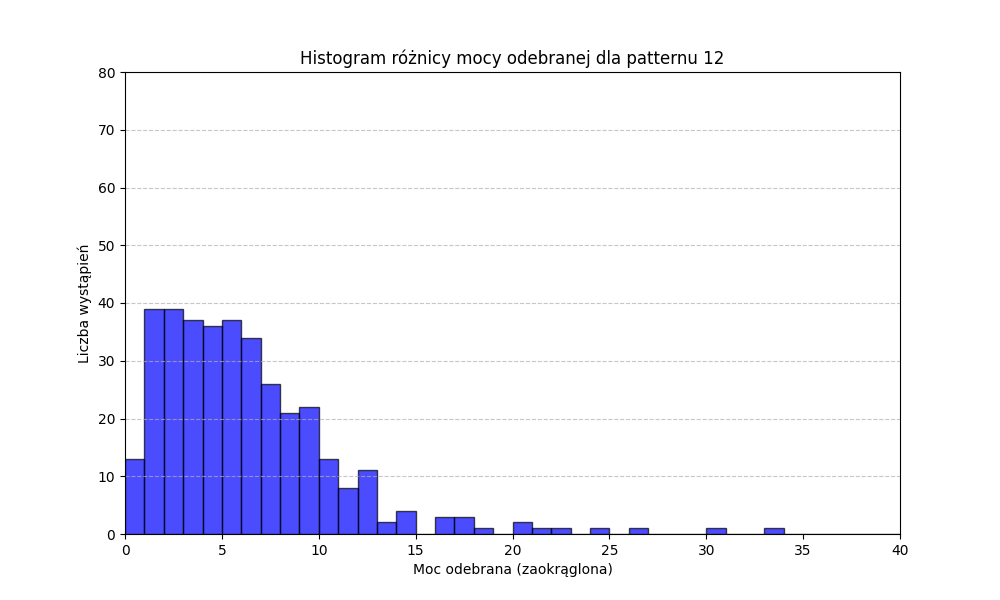 Histogram różnicy mocy odebranej dla patternu 12
80
70
60
50
40
30
20
10
0
Liczba wystąpień
0 5 10 15 20 25 30 35 40
Moc odebrana (zaokrąglona)